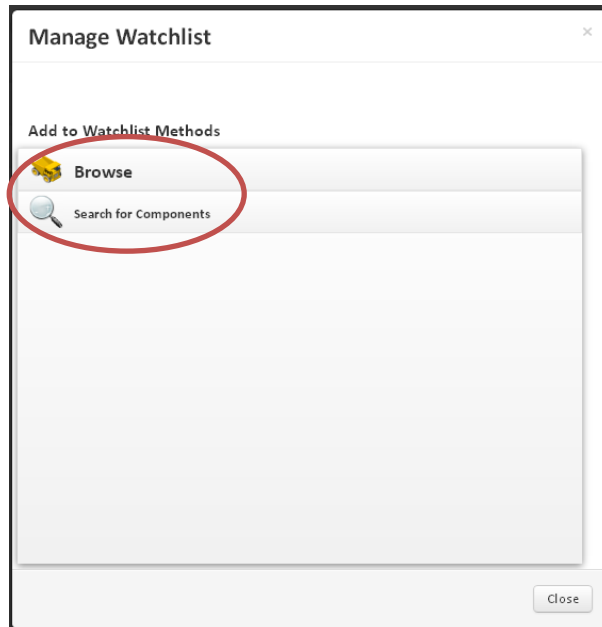 Manage Watchlist
×
Add to Watchlist Methods
Browse
Search for Components
Close